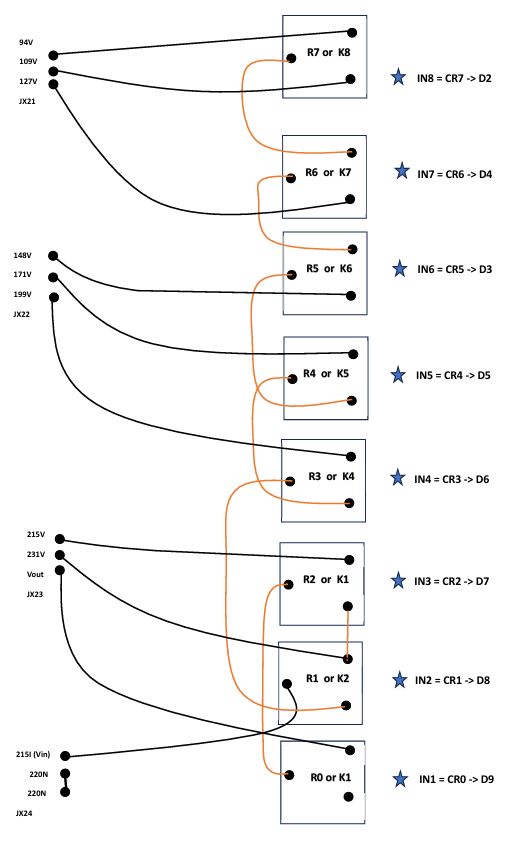 JX24
220N
220N
215I (Vin)
JX23
Vout
231V
215V
JX22
199V
171V
148V
JX21
127V
109V
94V
R0 or K1
R1 or K2
R2 or K1
R3 or K4
R4 or K5
R5 or K6
R6 or K7
R7 or K8
IN1 = CR0 -> D9
IN2 = CR1 -> D8
IN3 = CR2 -> D7
IN4 = CR3 -> D6
IN5 = CR4 -> D5
IN6 = CR5 -> D3
IN7 = CR6 -> D4
IN8 = CR7 -> D2